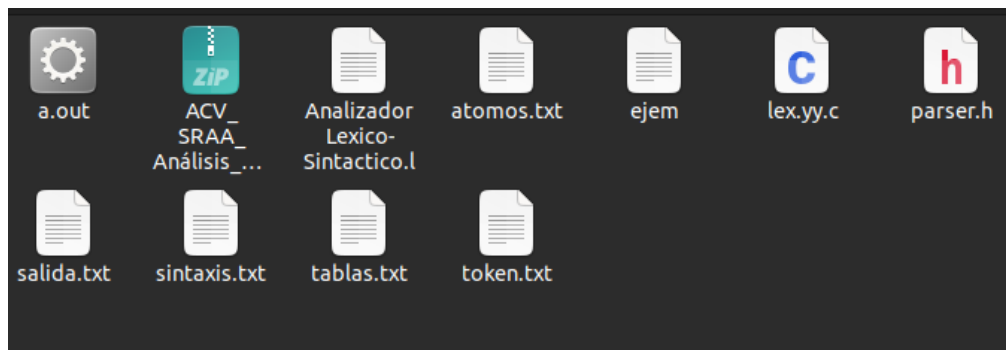 ZiP
C
h
a.out
ACV_
SRAA_
Análisis_...
Analizador
Lexico-
Sintactico.l
atomos.txt
ejem
lex.yy.c
parser.h
salida.txt
sintaxis.txt
tablas.txt
token.txt